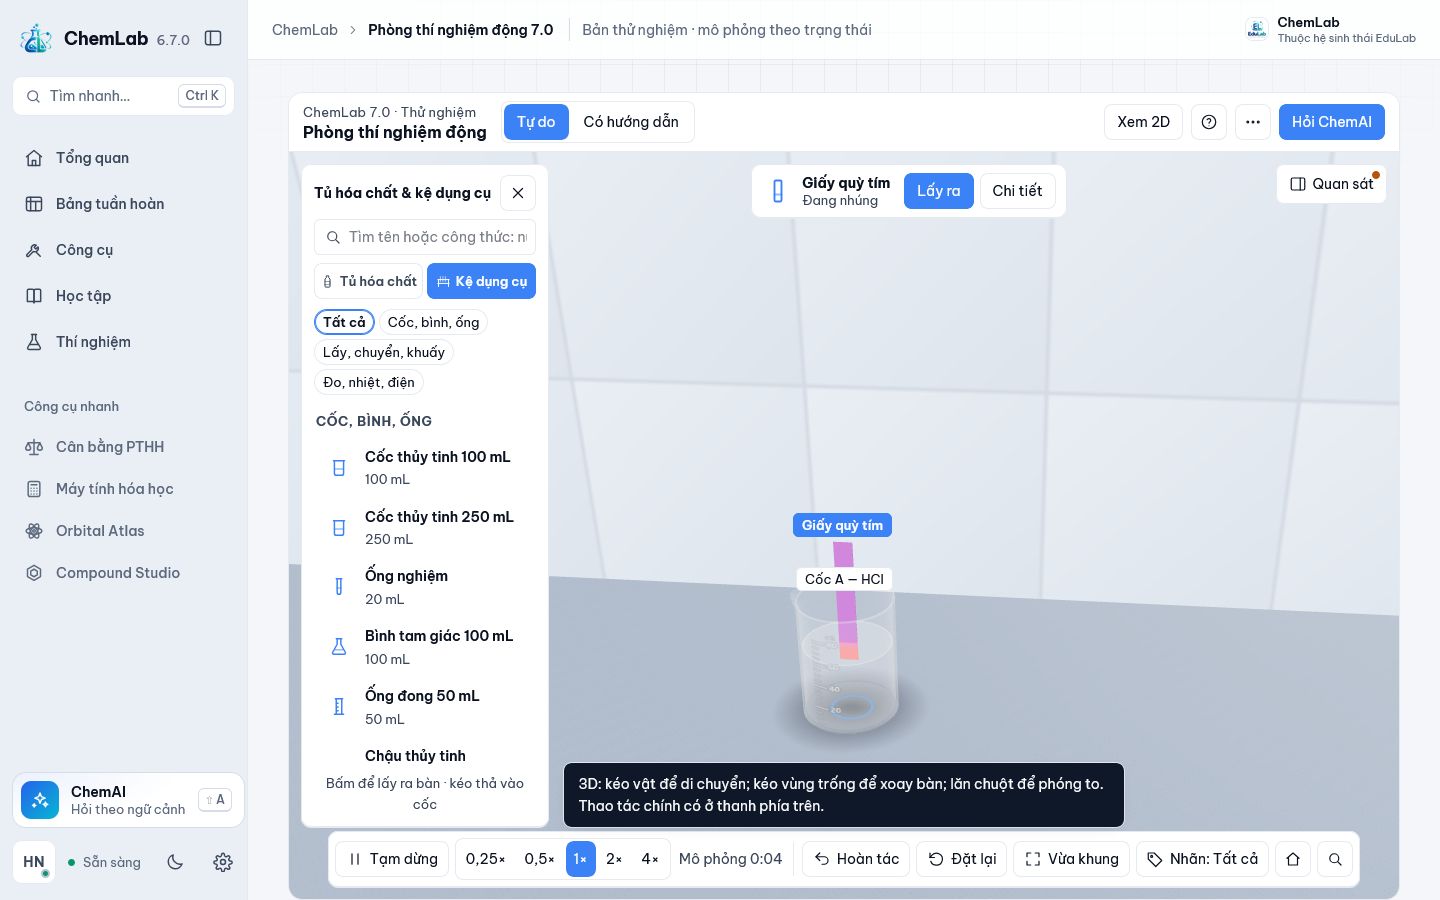 ChemLab 6.7.0
Tìm nhanh... Ctrl K
Tổng quan
Bảng tuần hoàn
Công cụ
Học tập
Thí nghiệm
Công cụ nhanh
Cân bằng PTHH
Máy tính hóa học
Orbital Atlas
Compound Studio
ChemAI
Hỏi theo ngữ cảnh
⇧ A
HN
Sẵn sàng
ChemLab > Phòng thí nghiệm động 7.0 Bản thử nghiệm · mô phỏng theo trạng thái
EduLab
ChemLab
Thuộc hệ sinh thái EduLab
ChemLab 7.0 · Thử nghiệm
Phòng thí nghiệm động
Tự do Có hướng dẫn
Xem 2D
Hỏi ChemAI
Tủ hóa chất & kệ dụng cụ
Tìm tên hoặc công thức:
Tủ hóa chất Kệ dụng cụ
Tất cả Cốc, bình, ống
Lấy, chuyển, khuấy
Đo, nhiệt, điện
CỐC, BÌNH, ỐNG
Cốc thủy tinh 100 mL
100 mL
Cốc thủy tinh 250 mL
250 mL
Ống nghiệm
20 mL
Bình tam giác 100 mL
100 mL
Ống đong 50 mL
50 mL
Chậu thủy tinh
Bấm để lấy ra bàn · kéo thả vào
cốc
Giấy quỳ tím
Đang nhúng
Lấy ra Chi tiết
Quan sát
Giấy quỳ tím
Cốc A — HCl
40
20
3D: kéo vật để di chuyển; kéo vùng trống để xoay bàn; lăn chuột để phóng to.
Thao tác chính có ở thanh phía trên.
Tạm dừng 0,25× 0,5× 1× 2× 4× Mô phỏng 0:04 Hoàn tác Đặt lại Vừa khung Nhãn: Tất cả